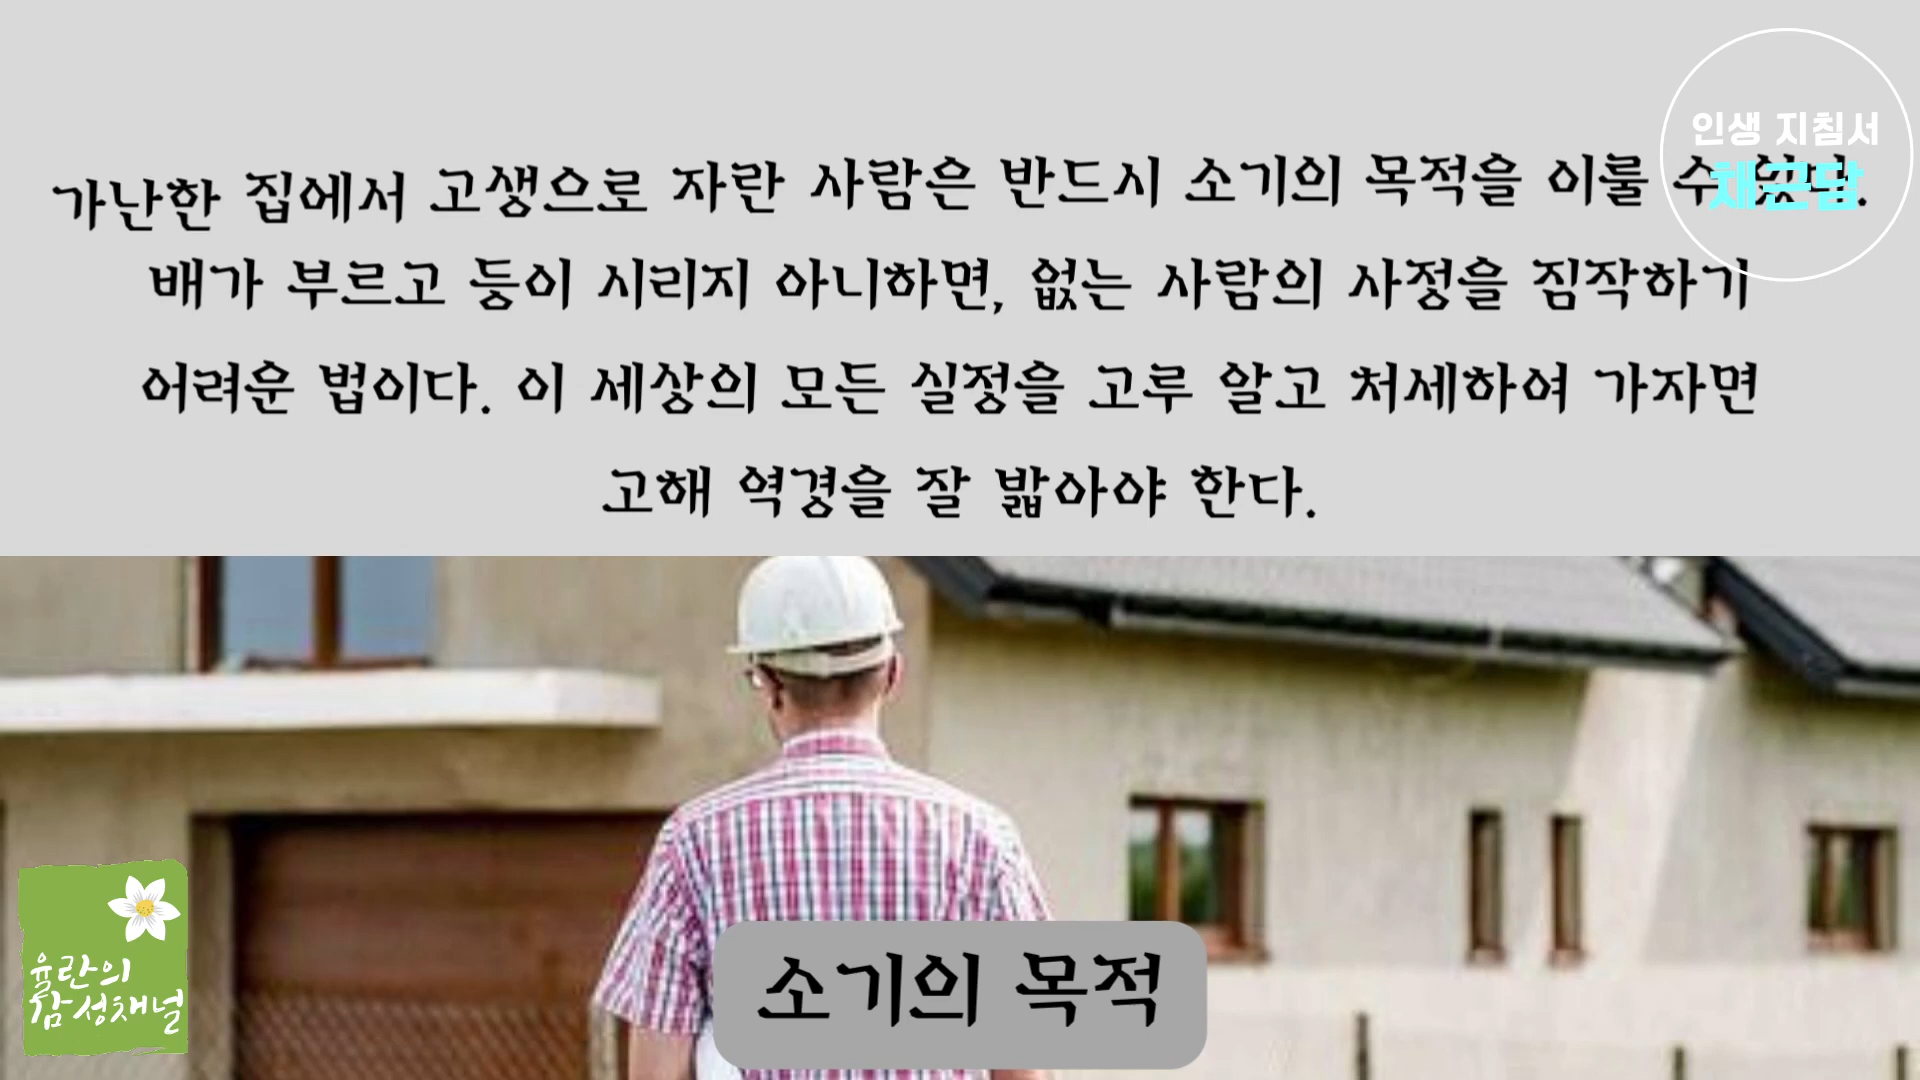 인생 지침서
채근담
가난한 집에서 고생으로 자란 사람은 반드시 소기의 목적을 이룰 수
배가 부르고 등이 시리지 아니하면, 없는 사람의 사정을 짐작하기
어려운 법이다. 이 세상의 모든 실정을 고루 알고 처세하여 가자면
고해 역경을 잘 밟아야 한다.
소기의 목적
율란의
감성채널